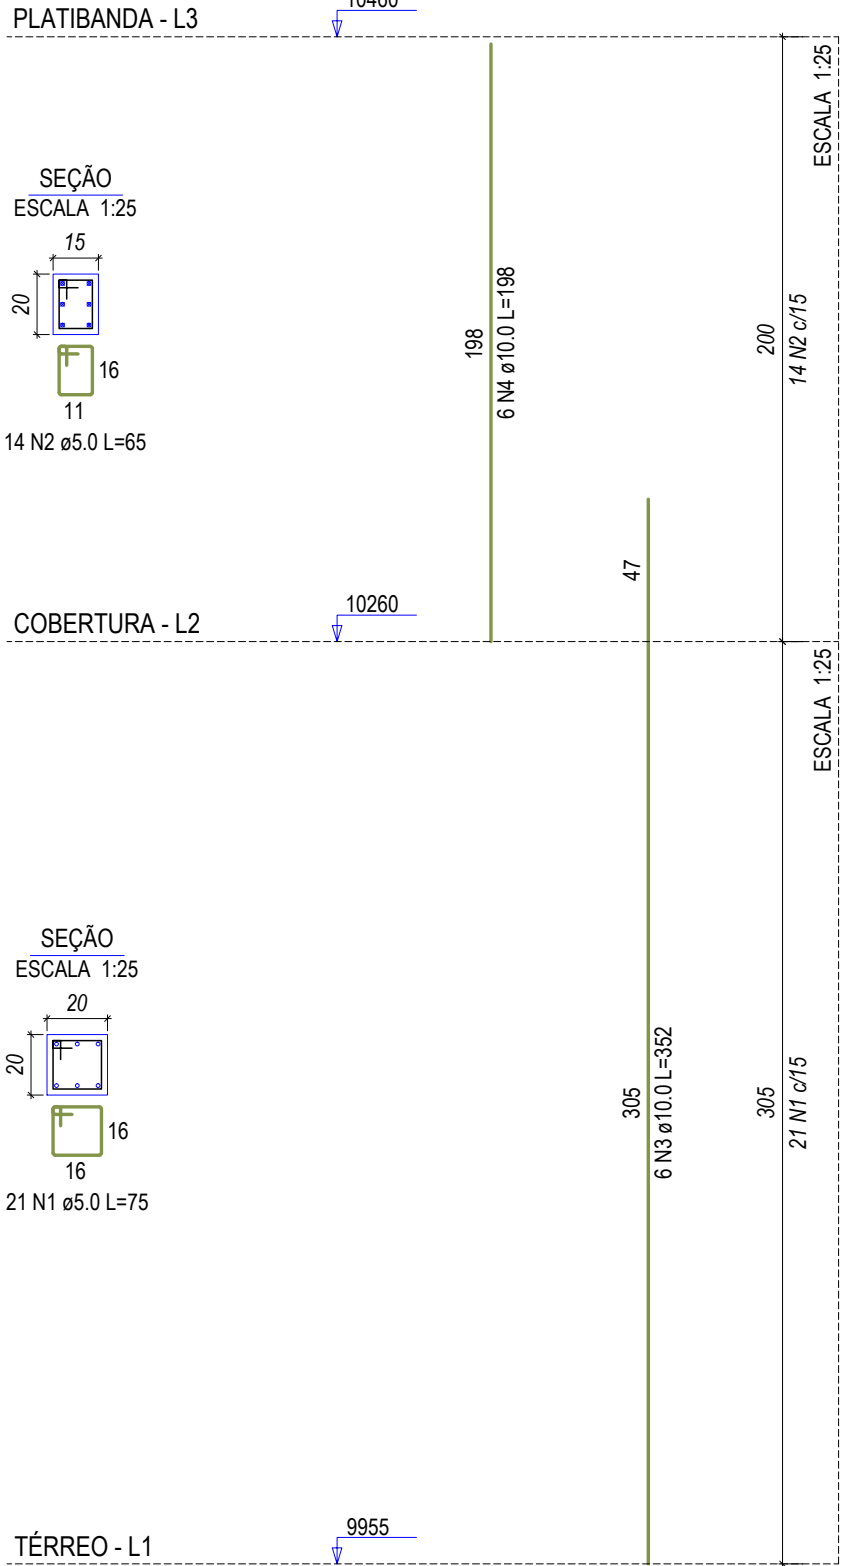 10460
PLATIBANDA - L3
ESCALA 1:25
SEÇÃO
ESCALA 1:25
15
20
16
11
14 N2 ø5.0 L=65
198
6 N4 ø10.0 L=198
200
14 N2 c/15
47
10260
COBERTURA - L2
ESCALA 1:25
SEÇÃO
ESCALA 1:25
20
20
16
16
21 N1 ø5.0 L=75
305
6 N3 ø10.0 L=352
305
21 N1 c/15
9955
TÉRREO - L1